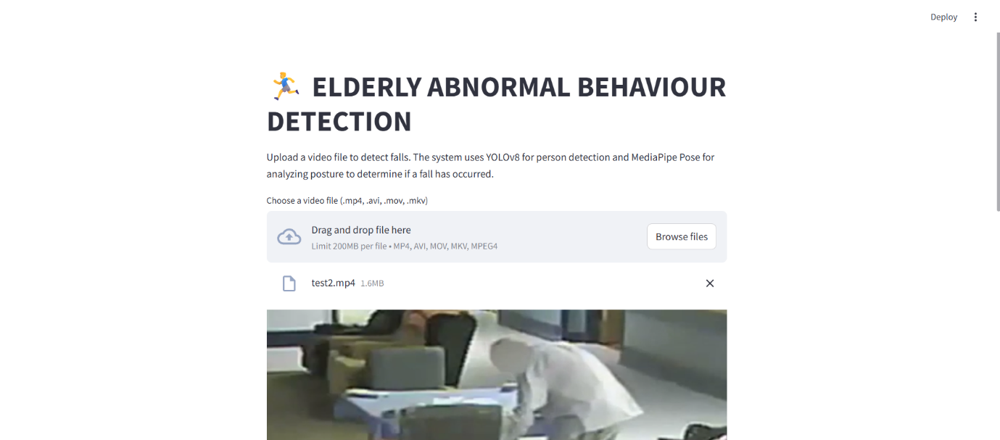 Deploy
🏃 ELDERLY ABNORMAL BEHAVIOUR
DETECTION
Upload a video file to detect falls. The system uses YOLOv8 for person detection and MediaPipe Pose for
analyzing posture to determine if a fall has occurred.
Choose a video file (.mp4, .avi, .mov, .mkv)
Drag and drop file here
Limit 200MB per file • MP4, AVI, MOV, MKV, MPEG4
Browse files
test2.mp4 1.6MB